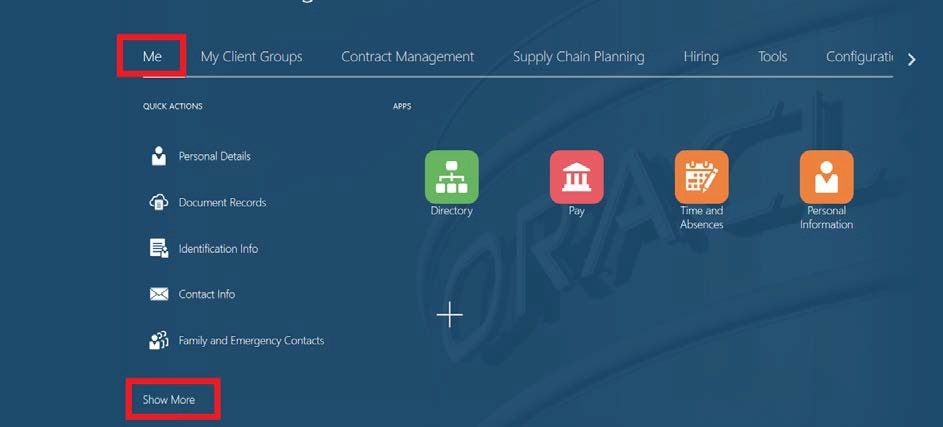 Me
My Client Groups
Contract Management
Supply Chain Planning
Hiring
Tools
QUICK ACTIONS
APPS
Personal Details
Document Records
Identification Info
Contact Info
Family and Emergency Contacts
Show More
Directory
Pay
Time and
Absences
Personal
Information
ORACL